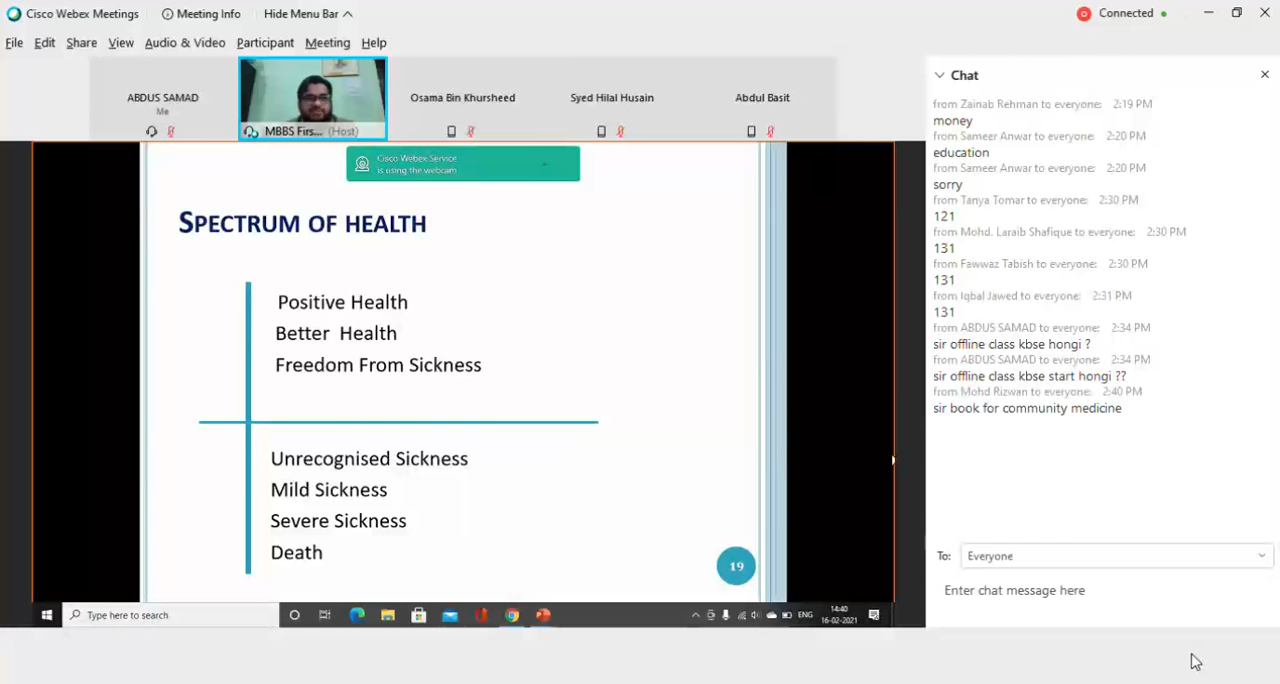 Cisco Webex Meetings
Meeting Info
Hide Menu Bar
Connected
File Edit Share View Audio & Video Participant Meeting Help
ABDUS SAMAD
Me
MBBS Firs... (Host)
Osama Bin Khursheed
Syed Hilal Husain
Abdul Basit
Cisco Webex Service
is using the webcam
SPECTRUM OF HEALTH
Positive Health
Better Health
Freedom From Sickness
Unrecognised Sickness
Mild Sickness
Severe Sickness
Death
19
Type here to search
ENG
14:40
16-02-2021
Chat
from Zainab Rehman to everyone: 2:19 PM
money
from Sameer Anwar to everyone: 2:20 PM
education
from Sameer Anwar to everyone: 2:20 PM
sorry
from Tanya Tomar to everyone: 2:30 PM
121
from Mohd. Laraib Shafique to everyone: 2:30 PM
131
from Fawwaz Tabish to everyone: 2:30 PM
131
from Iqbal Jawed to everyone: 2:31 PM
131
from ABDUS SAMAD to everyone: 2:34 PM
sir offline class kbse hongi ?
from ABDUS SAMAD to everyone: 2:34 PM
sir offline class kbse start hongi ??
from Mohd Rizwan to everyone: 2:40 PM
sir book for community medicine
To: Everyone
Enter chat message here